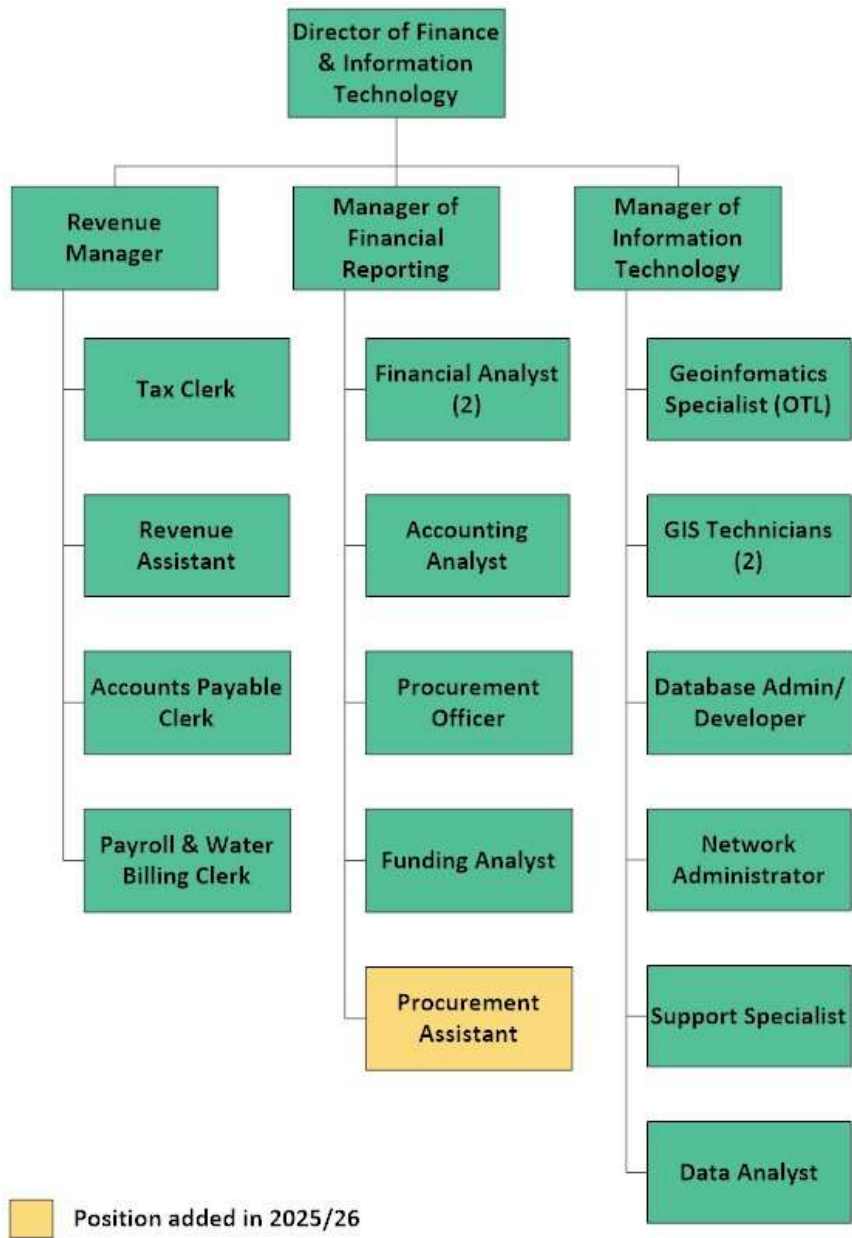 Director of Finance
& Information
Technology
Revenue
Manager
Manager of
Financial
Reporting
Manager of
Information
Technology
Tax Clerk
Financial Analyst
(2)
Geoinfomatics
Specialist (OTL)
Revenue
Assistant
Accounting
Analyst
GIS Technicians
(2)
Accounts Payable
Clerk
Procurement
Officer
Database Admin/
Developer
Payroll & Water
Billing Clerk
Funding Analyst
Network
Administrator
Procurement
Assistant
Support Specialist
Data Analyst
Position added in 2025/26